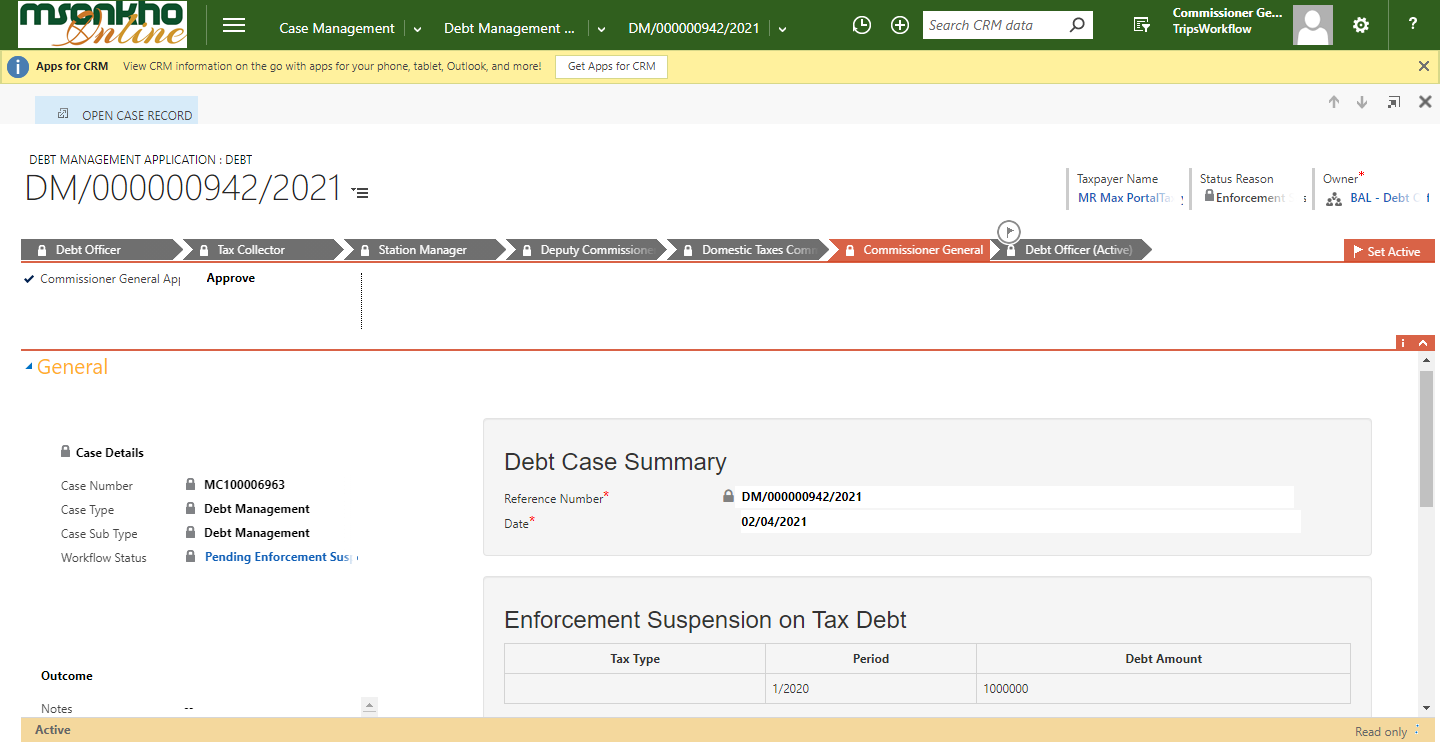 msonkho
Online
Case Management
Debt Management ...
DM/000000942/2021
Search CRM data
Commissioner Ge...
TripsWorkflow
?
Apps for CRM View CRM information on the go with apps for your phone, tablet, Outlook, and more! Get Apps for CRM
OPEN CASE RECORD
DEBT MANAGEMENT APPLICATION : DEBT
DM/000000942/2021
Taxpayer Name
MR Max PortalTa
Status Reason
Enforcement
Owner*
BAL - Debt
Debt Officer
Tax Collector
Station Manager
Deputy Commissione
Domestic Taxes Com
Commissioner General
Debt Officer (Active)
Set Active
Commissioner General App
Approve
General
Case Details
Case Number MC100006963
Case Type Debt Management
Case Sub Type Debt Management
Workflow Status Pending Enforcement Sus
Outcome
Notes --
Debt Case Summary
Reference Number* DM/000000942/2021
Date* 02/04/2021
Enforcement Suspension on Tax Debt
Tax Type Period Debt Amount
1/2020 1000000
Active
Read only